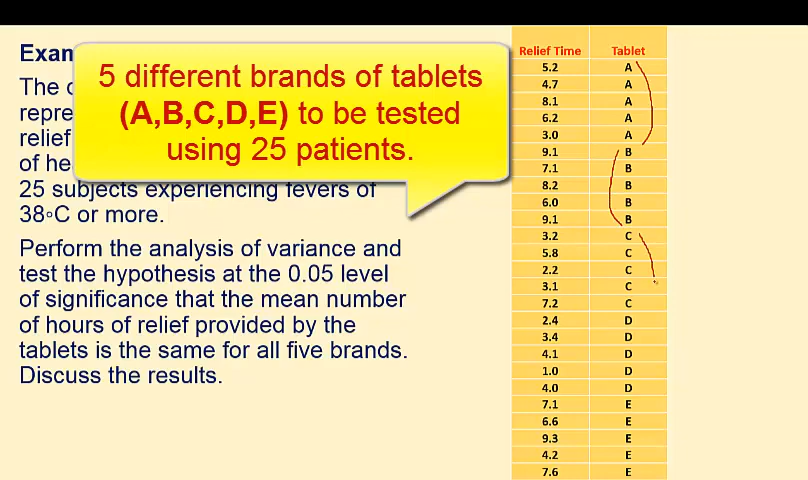 Exam
The
repre
relief
of he
25 subjects experiencing fevers of
38°C or more.
Perform the analysis of variance and
test the hypothesis at the 0.05 level
of significance that the mean number
of hours of relief provided by the
tablets is the same for all five brands.
Discuss the results.
5 different brands of tablets
(A,B,C,D,E) to be tested
using 25 patients.
Relief Time Tablet
5.2 A
4.7 A
8.1 A
6.2 A
3.0 A
9.1 B
7.1 B
8.2 B
6.0 B
9.1 B
3.2 C
5.8 C
2.2 C
3.1 C
7.2 C
2.4 D
3.4 D
4.1 D
1.0 D
4.0 D
7.1 E
6.6 E
9.3 E
4.2 E
7.6 E